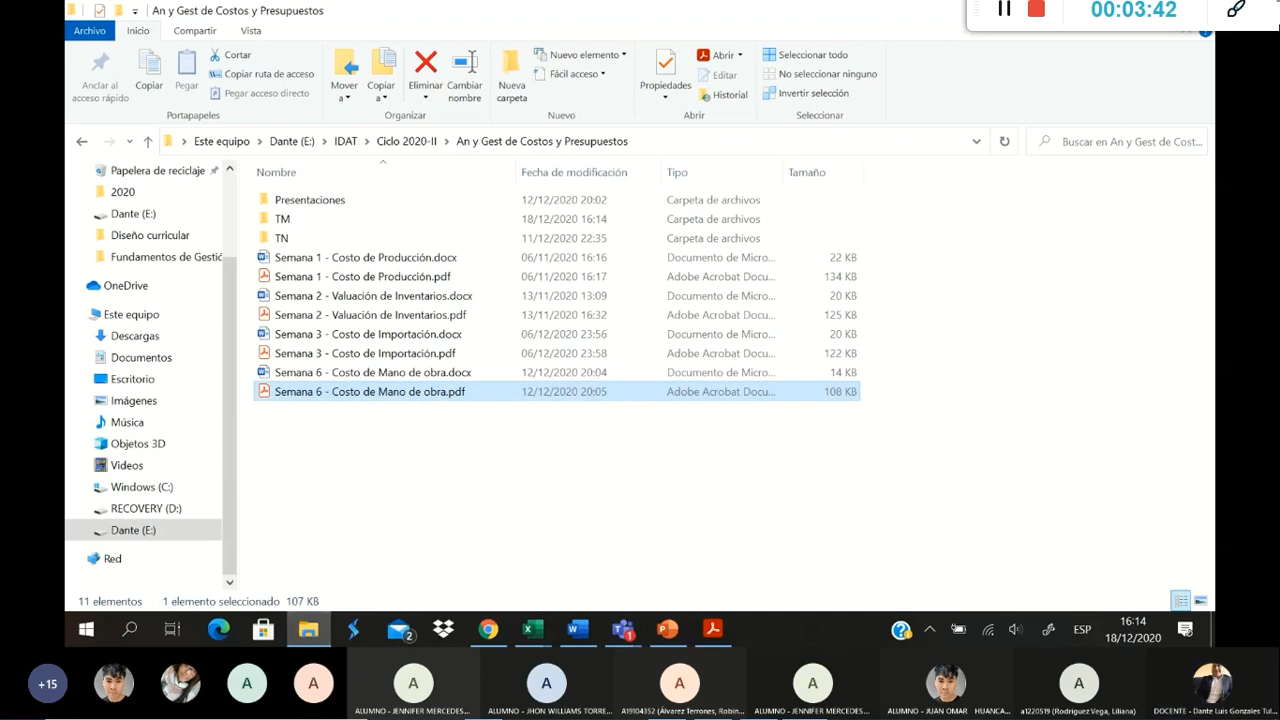 An y Gest de Costos y Presupuestos
00:03:42
Archivo Inicio Compartir Vista
Anclar al acceso rápido
Copiar
Pegar
Cortar
Copiar ruta de acceso
Pegar acceso directo
Portapapeles
Mover a
Copiar a
Eliminar
Cambiar nombre
Organizar
Nueva carpeta
Nuevo elemento
Fácil acceso
Nuevo
Propiedades
Abrir
Editar
Historial
Abrir
Seleccionar todo
No seleccionar ninguno
Invertir selección
Seleccionar
Este equipo > Dante (E:) > IDAT > Ciclo 2020-II > An y Gest de Costos y Presupuestos
Buscar en An y Gest de Cost...
Papelera de reciclaje
2020
Dante (E:)
Diseño curricular
Fundamentos de Gestió
OneDrive
Este equipo
Descargas
Documentos
Escritorio
Imágenes
Música
Objetos 3D
Videos
Windows (C:)
RECOVERY (D:)
Dante (E:)
Red
Nombre Fecha de modificación Tipo Tamaño
Presentaciones 12/12/2020 20:02 Carpeta de archivos
TM 18/12/2020 16:14 Carpeta de archivos
TN 11/12/2020 22:35 Carpeta de archivos
Semana 1 - Costo de Producción.docx 06/11/2020 16:16 Documento de Micro... 22 KB
Semana 1 - Costo de Producción.pdf 06/11/2020 16:17 Adobe Acrobat Docu... 134 KB
Semana 2 - Valuación de Inventarios.docx 13/11/2020 13:09 Documento de Micro... 20 KB
Semana 2 - Valuación de Inventarios.pdf 13/11/2020 16:32 Adobe Acrobat Docu... 125 KB
Semana 3 - Costo de Importación.docx 06/12/2020 23:56 Documento de Micro... 20 KB
Semana 3 - Costo de Importación.pdf 06/12/2020 23:58 Adobe Acrobat Docu... 122 KB
Semana 6 - Costo de Mano de obra.docx 12/12/2020 20:04 Documento de Micro... 14 KB
Semana 6 - Costo de Mano de obra.pdf 12/12/2020 20:05 Adobe Acrobat Docu... 108 KB
11 elementos 1 elemento seleccionado 107 KB
2
1
ESP
16:14
18/12/2020
+15
A A A A A A A
ALUMNO - JENNIFER MERCEDES... ALUMNO - JHON WILLIAMS TORRE... A19104352 (Álvarez Terrones, Robin... ALUMNO - JENNIFER MERCEDES... ALUMNO - JUAN OMAR HUANCA... a1220519 (Rodriguez Vega, Liliana) DOCENTE - Dante Luis Gonzales Tul...